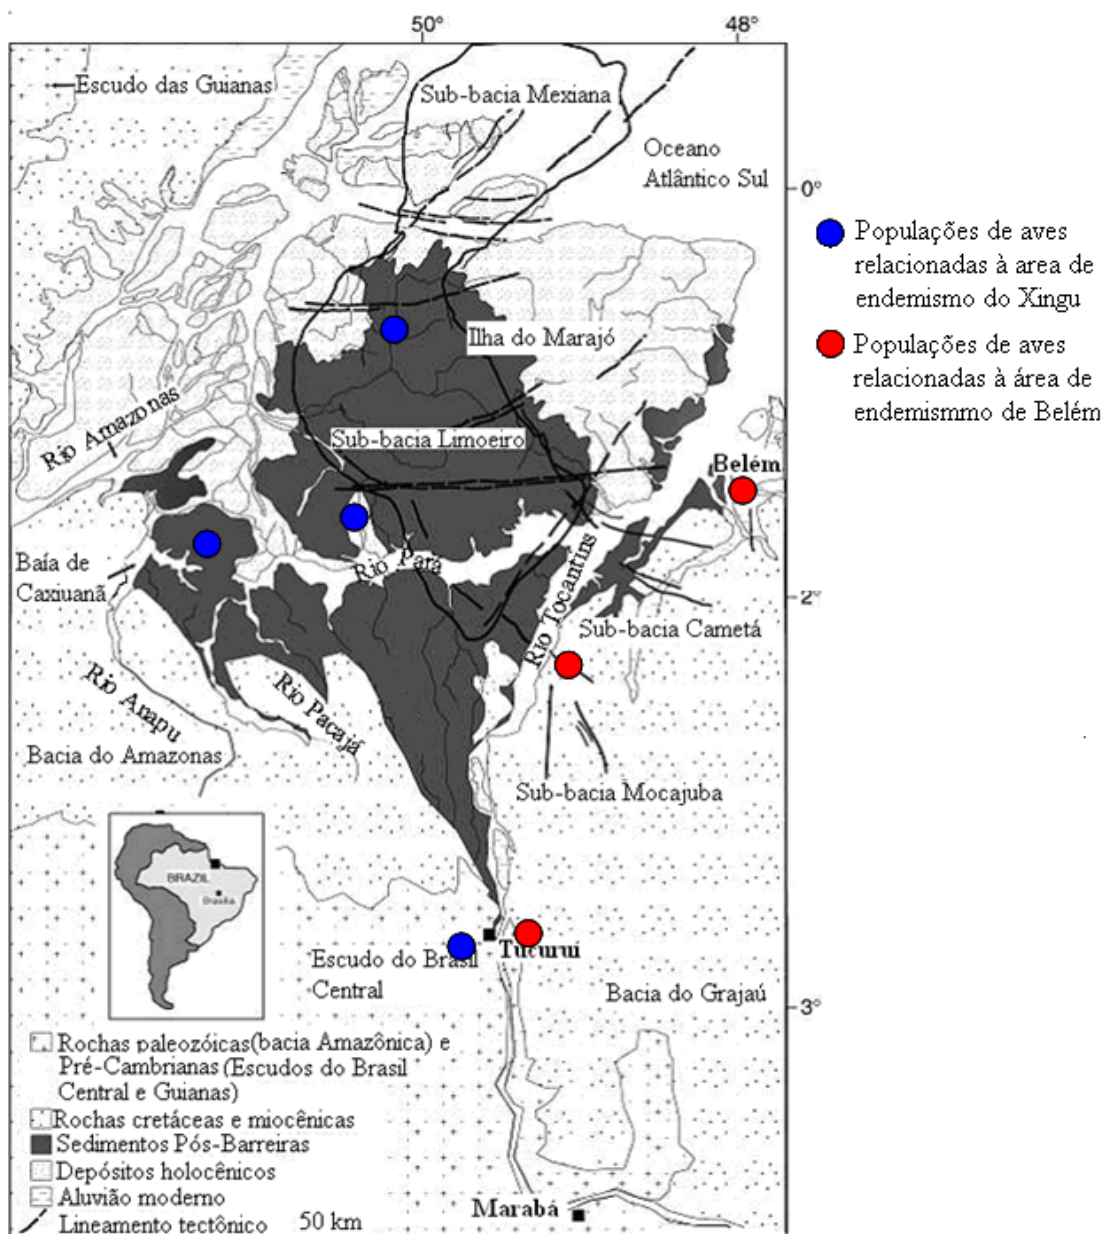 50°
48°
Escudo das Guianas
Sub-bacia Mexiana
Oceano
Atlântico Sul
0°
Populações de aves
relacionadas à area de
endemismo do Xingu
Ilha do Marajó
Populações de aves
relacionadas à área de
endemismmo de Belém
Rio Amazonas
Sub-bacia Limoeiro
Belém
Baía de
Caxiuanã
Rio Pará
Rio Tocantins
2°
Sub-bacia Cametá
Rio Anapu
Rio Pacajá
Bacia do Amazonas
Sub-bacia Mocajuba
BRAZIL
Brasília
Tucuruí
Escudo do Brasil
Central
Bacia do Grajaú
3°
Rochas paleozóicas(bacia Amazônica) e
Pré-Cambrianas (Escudos do Brasil
Central e Guianas)
Rochas cretáceas e miocênicas
Sedimentos Pós-Barreiras
Depósitos holocênicos
Aluvião moderno
Lineamento tectônico
50 km
Marabá